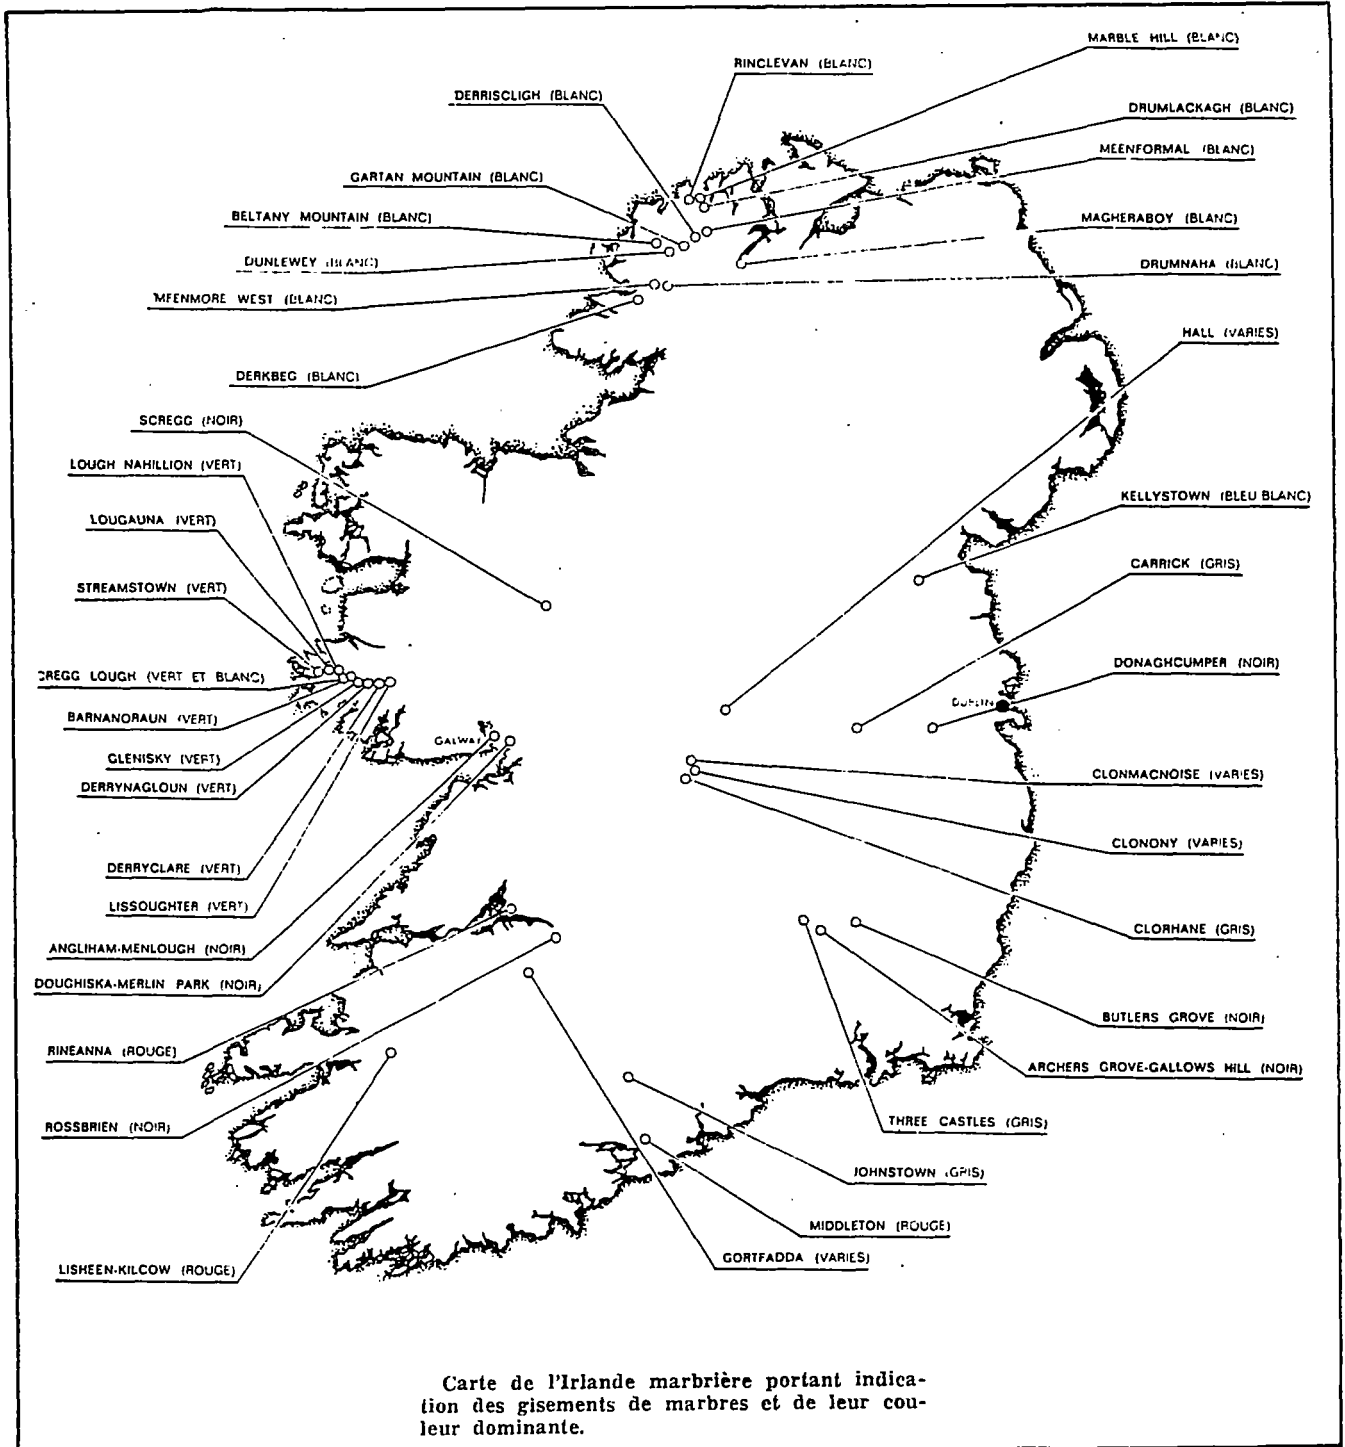 MARBLE HILL (BLANC)
RINCLEVAN (BLANC)
DERRISCLIGH (BLANC)
DRUMLACKAGH (BLANC)
MEENFORMAL (BLANC)
GARTAN MOUNTAIN (BLANC)
BELTANY MOUNTAIN (BLANC)
MAGHERABOY (BLANC)
DUNLEWEY (BLANC)
DRUMNAHA (BLANC)
MEENMORE WEST (BLANC)
HALL (VARIES)
DERKBEG (BLANC)
SCREGG (NOIR)
LOUGH NAHILLION (VERT)
KELLYSTOWN (BLEU BLANC)
LOUGAUNA (VERT)
CARRICK (GRIS)
STREAMSTOWN (VERT)
DONAGHCUMPER (NOIR)
CREGG LOUGH (VERT ET BLANC)
DUBLIN
BARNANORAUN (VERT)
GALWAY
GLENISKY (VERT)
CLONMACNOISE (VARIES)
DERRYNAGLOUN (VERT)
CLONONY (VARIES)
DERRYCLARE (VERT)
LISSOUGHTER (VERT)
CLORHANE (GRIS)
ANGLIHAM-MENLOUGH (NOIR)
DOUGHISKA-MERLIN PARK (NOIR)
BUTLERS GROVE (NOIR)
RINEANNA (ROUGE)
ARCHERS GROVE-GALLOWS HILL (NOIR)
ROSSBRIEN (NOIR)
THREE CASTLES (GRIS)
JOHNSTOWN (GRIS)
MIDDLETON (ROUGE)
LISHEEN-KILCOW (ROUGE)
GORTFADDA (VARIES)
Carte de l'Irlande marbrière portant indica-
tion des gisements de marbres et de leur cou-
leur dominante.